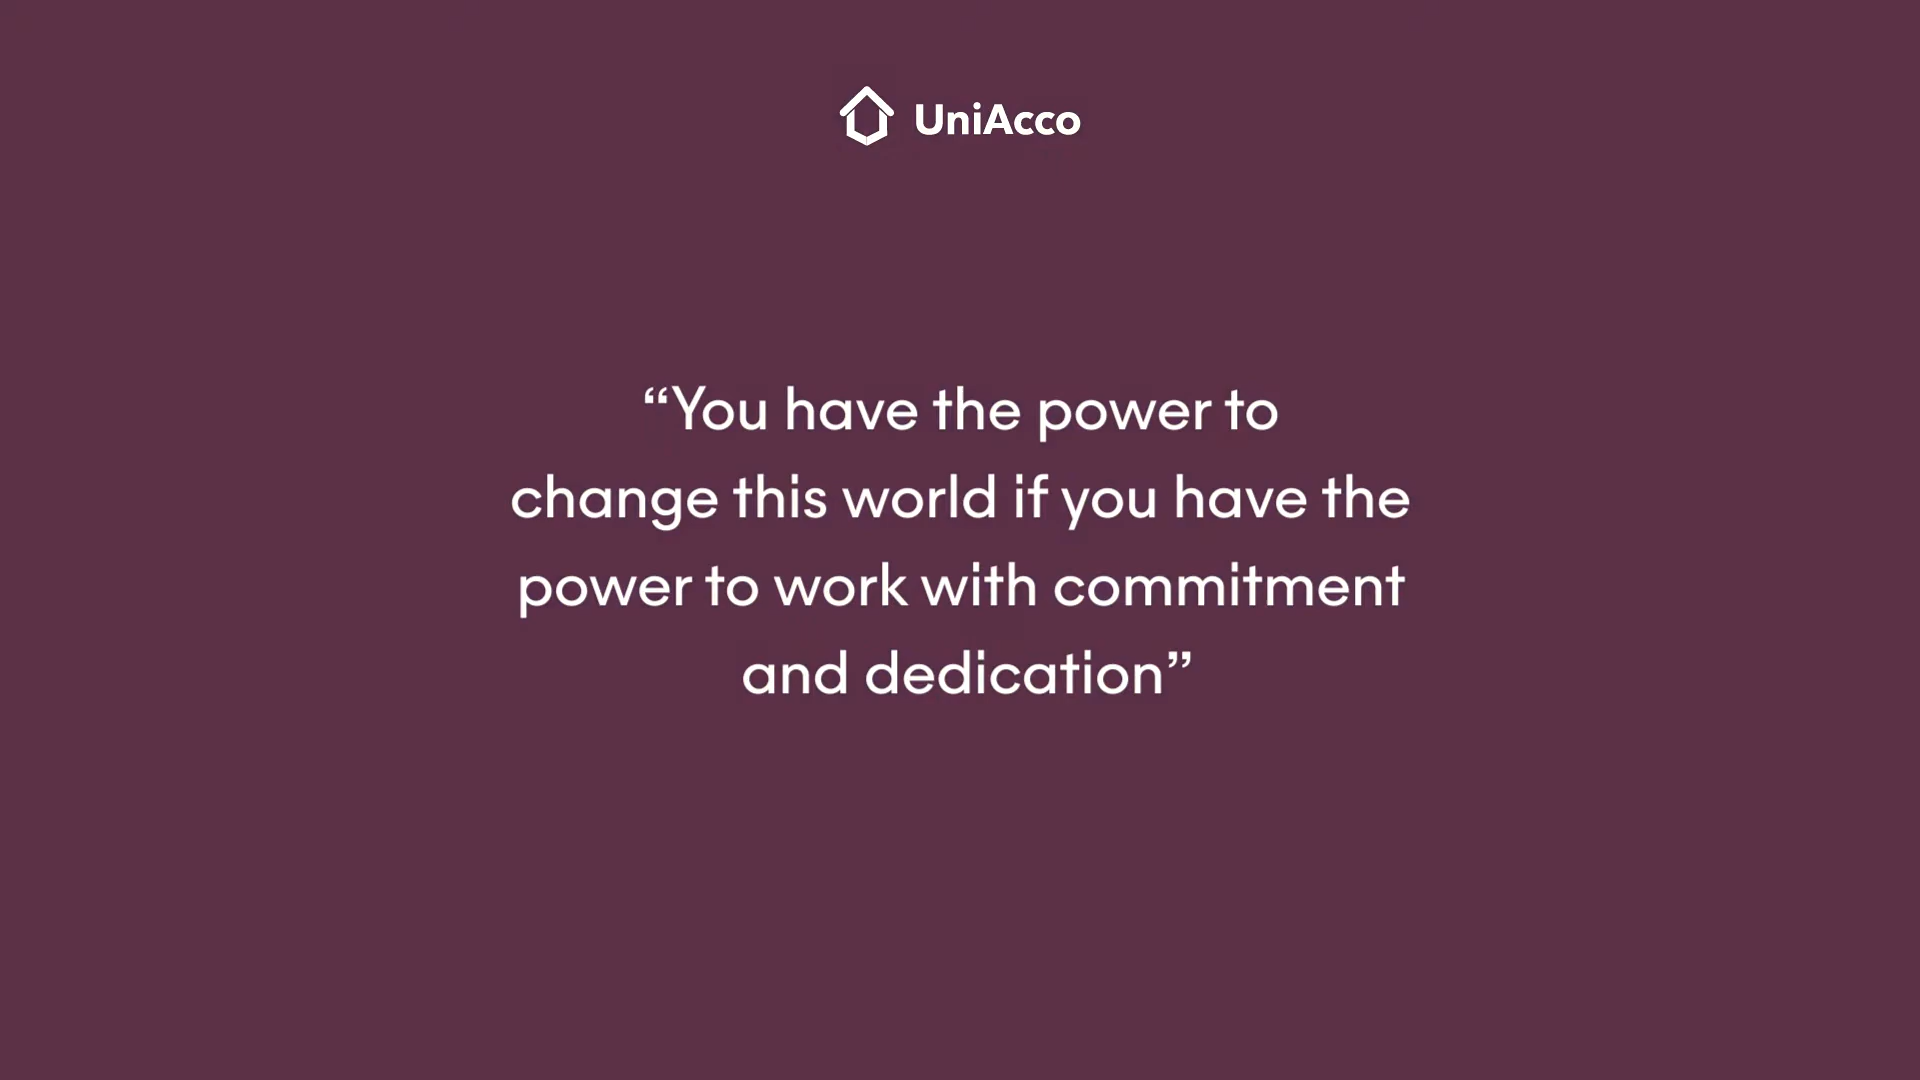 UniAcco
“You have the power to
change this world if you have the
power to work with commitment
and dedication”